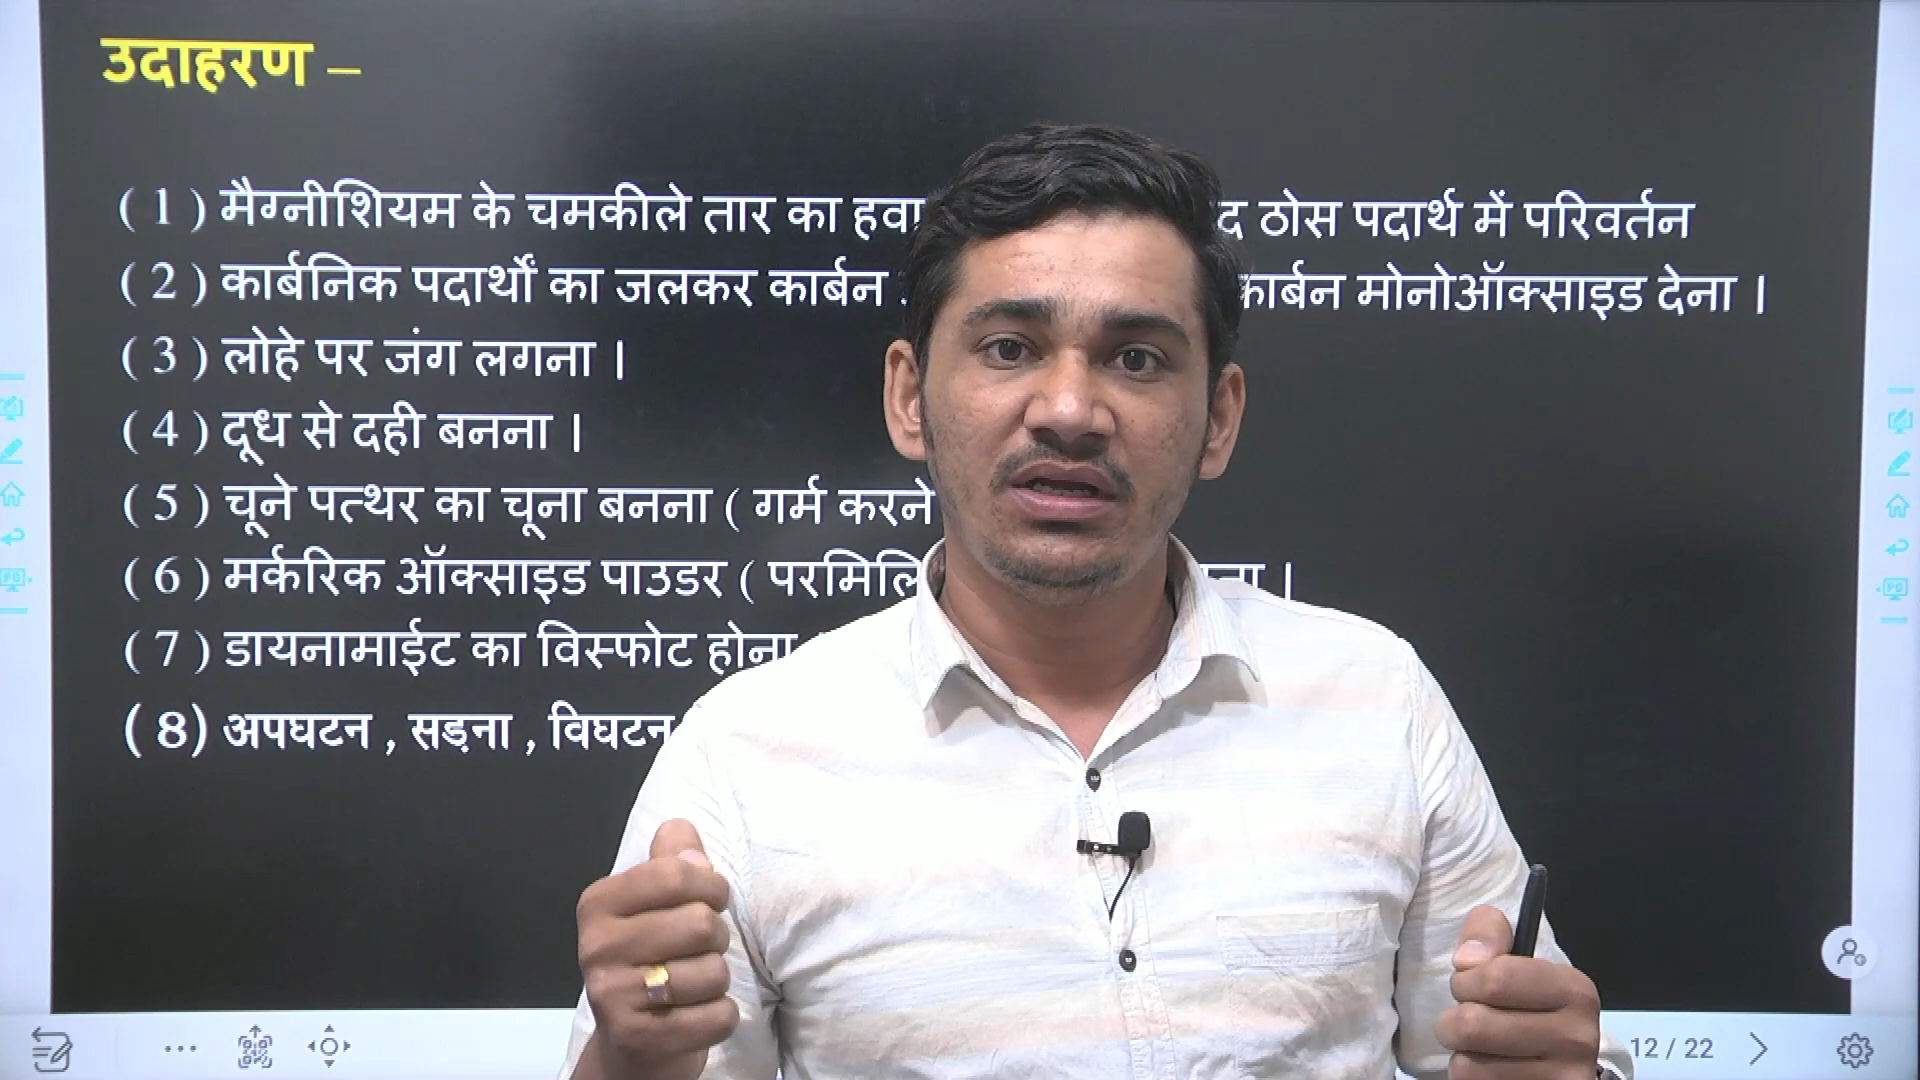 उदाहरण –
( 1 ) मैग्नीशियम के चमकीले तार का हवा ठोस पदार्थ में परिवर्तन
( 2 ) कार्बनिक पदार्थों का जलकर कार्बन कार्बन मोनोऑक्साइड देना ।
( 3 ) लोहे पर जंग लगना ।
( 4 ) दूध से दही बनना ।
( 5 ) चूने पत्थर का चूना बनना ( गर्म करने
( 6 ) मर्करिक ऑक्साइड पाउडर (
( 7 ) डायनामाईट का विस्फोट होना
( 8) अपघटन , सड़ना , विघटन
12 / 22